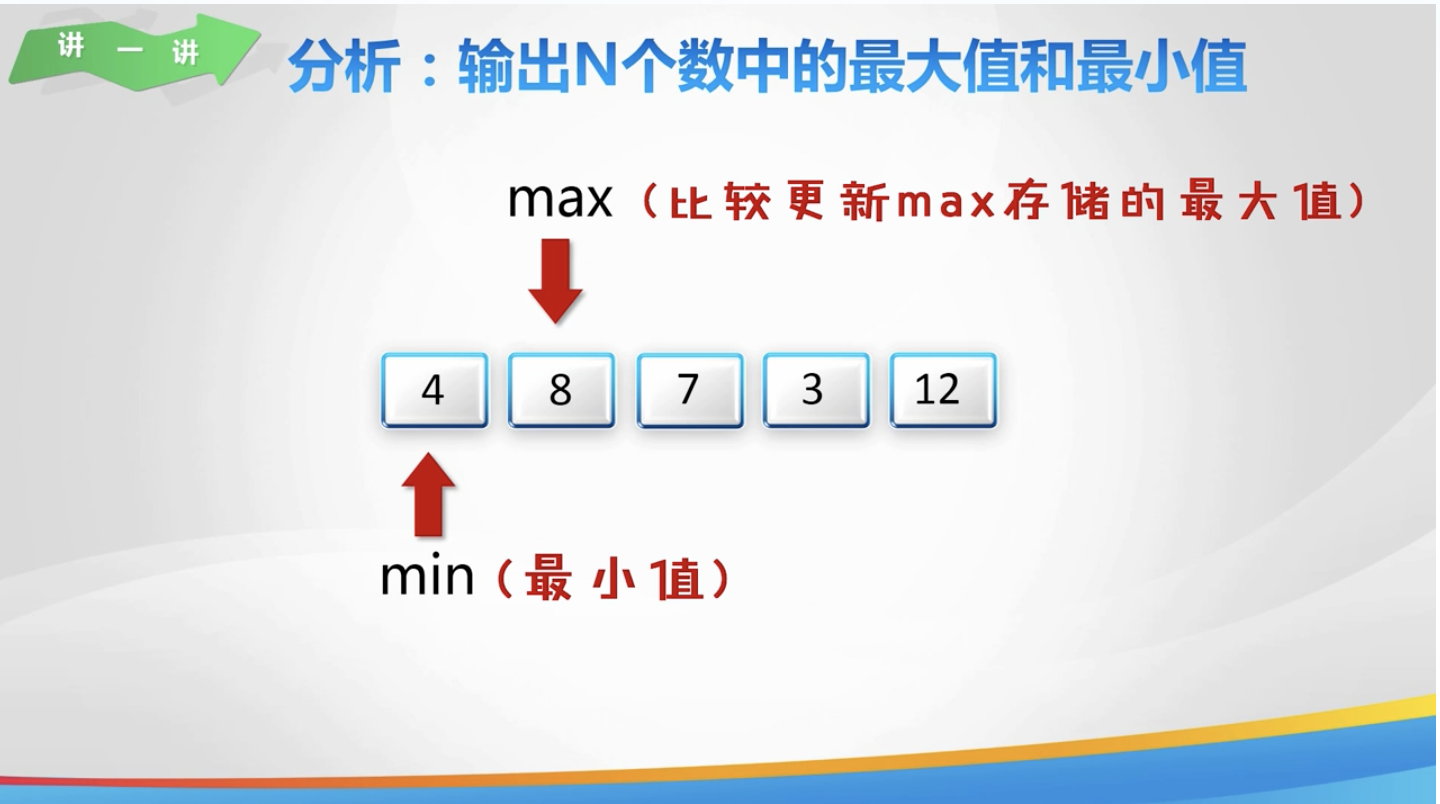 讲一讲
分析：输出N个数中的最大值和最小值
max（比较更新max存储的最大值）
4 8 7 3 12
min（最小值）